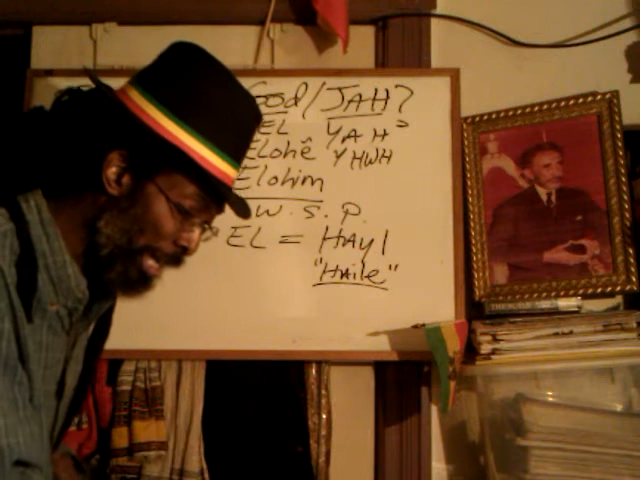 God / JAH?
EL YAH
Elohê YHWH
Elohim
W. S. P.
EL = HAYl
"HAile"